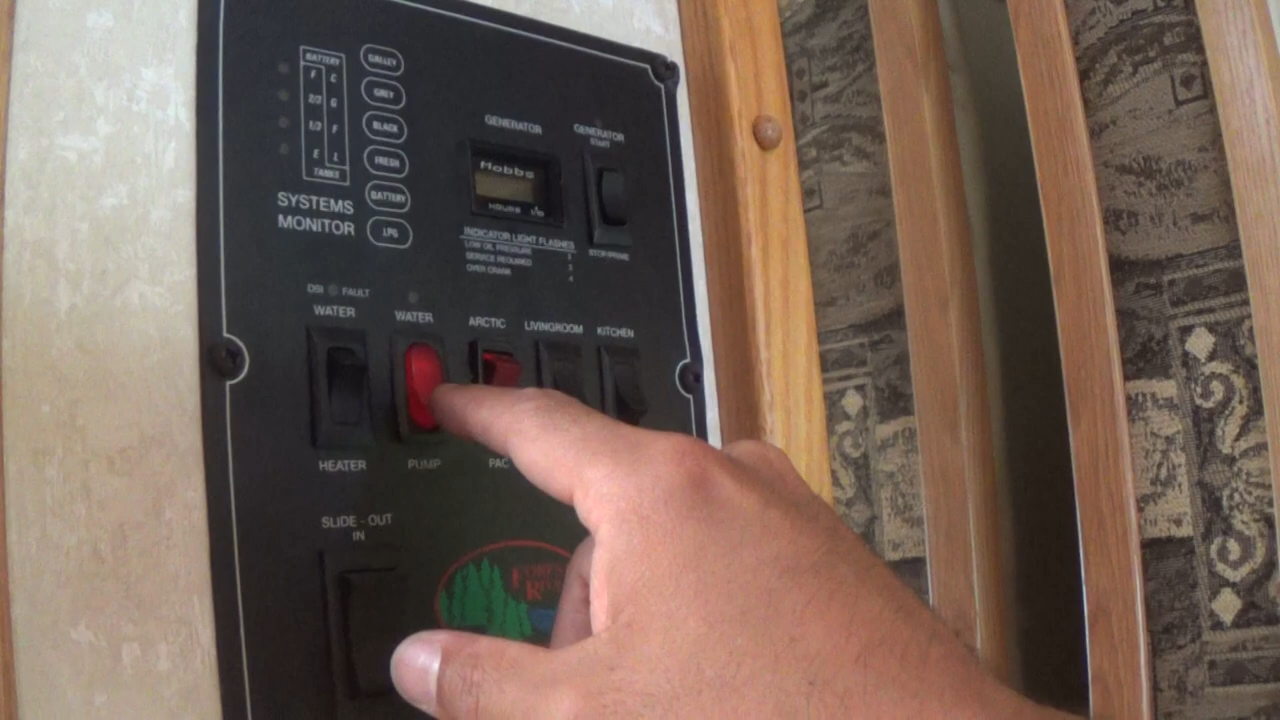 BATTERY
F C
2/3 G
1/3 F
E L
TANKS
GALLEY
GREY
BLACK
FRESH
BATTERY
LPG
SYSTEMS
MONITOR
GENERATOR
Hobbs
HOURS 1/10
GENERATOR
START
STOP/PRIME
INDICATOR LIGHT FLASHES
LOW OIL PRESSURE
SERVICE REQUIRED 3
OVER CRANK 4
DSI FAULT
WATER
HEATER
WATER
PUMP
ARCTIC
PAC
LIVINGROOM
KITCHEN
SLIDE - OUT
IN